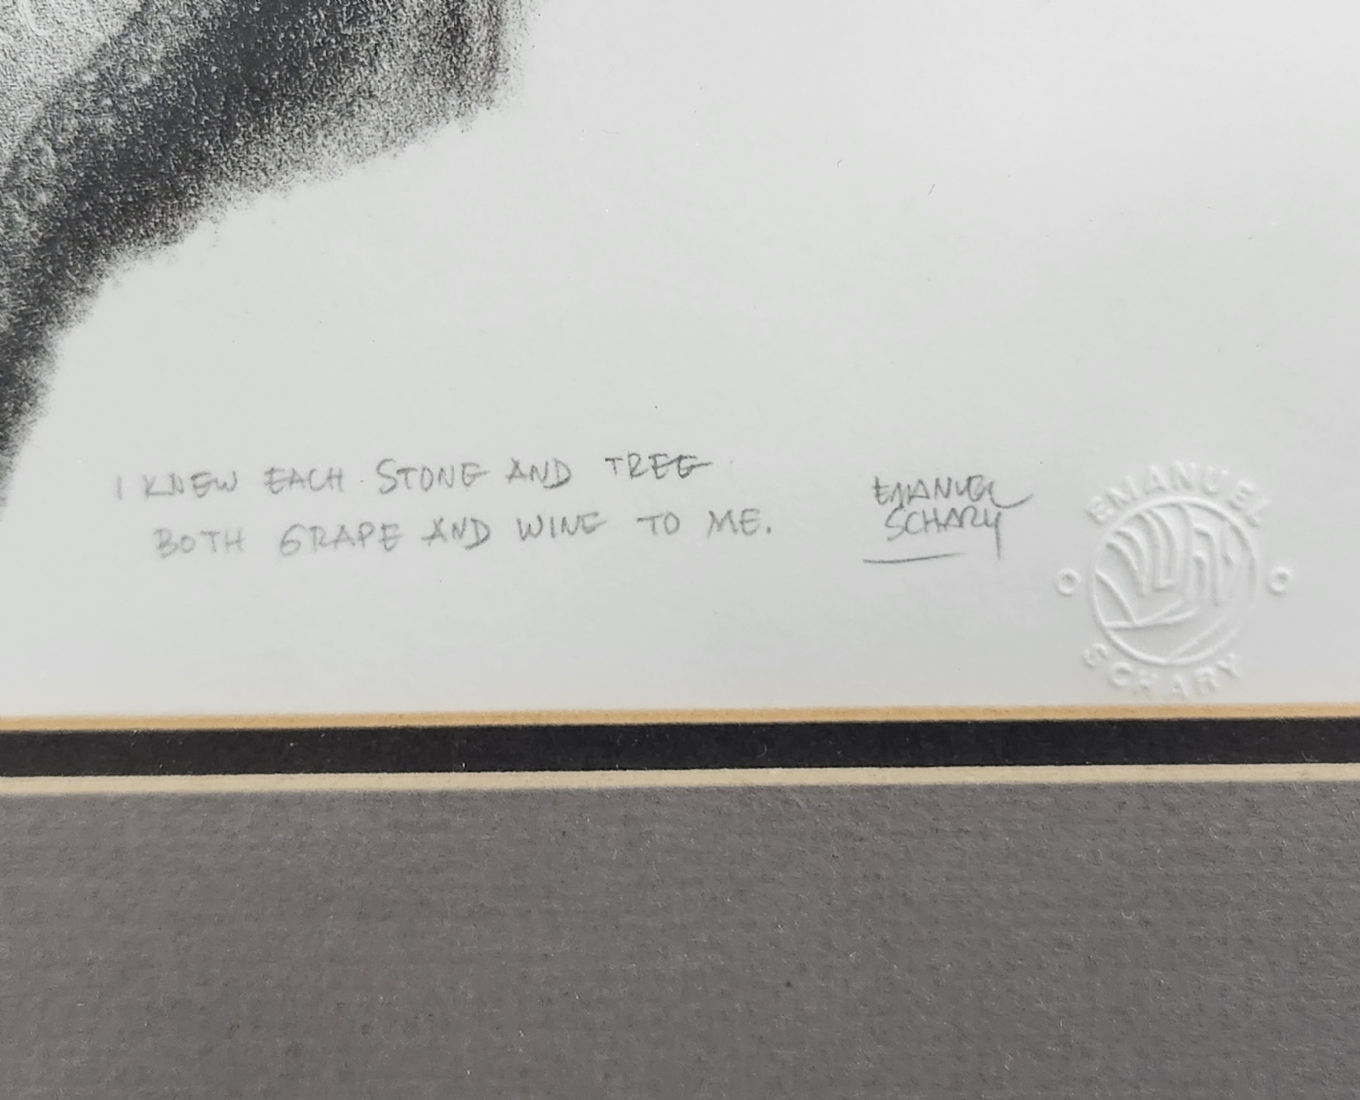 I KNEW EACH STONE AND TREE
BOTH GRAPE AND WINE TO ME.
EMANUEL
SCHARY
EMANUEL
SCHARY